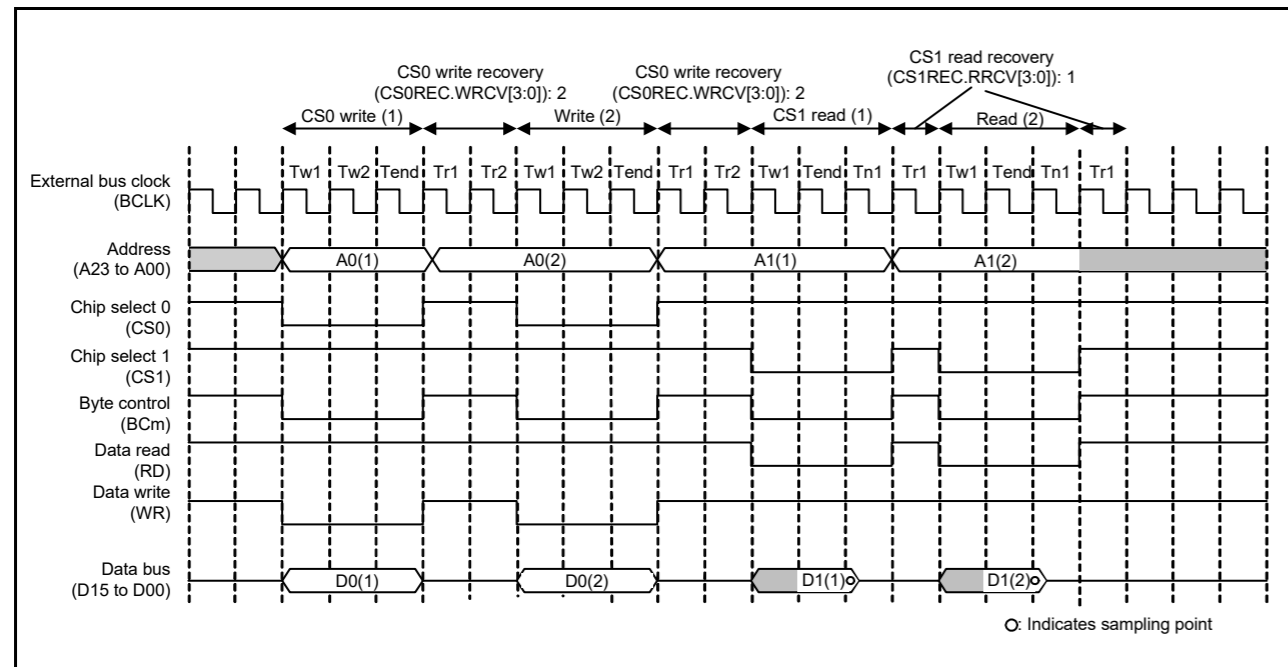 CS1 read recovery
(CS1REC.RRCV[3:0]): 1
CS0 write recovery
(CS0REC.WRCV[3:0]): 2
CS0 write recovery
(CS0REC.WRCV[3:0]): 2
CS0 write (1)
Write (2)
CS1 read (1)
Read (2)
Tw1 Tw2 Tend Tr1 Tr2 Tw1 Tw2 Tend Tr1 Tr2 Tw1 Tend Tn1 Tr1 Tw1 Tend Tn1 Tr1
External bus clock
(BCLK)
Address
(A23 to A00)
A0(1) A0(2) A1(1) A1(2)
Chip select 0
(CS0)
Chip select 1
(CS1)
Byte control
(BCm)
Data read
(RD)
Data write
(WR)
Data bus
(D15 to D00)
D0(1) D0(2) D1(1) D1(2)
O: Indicates sampling point